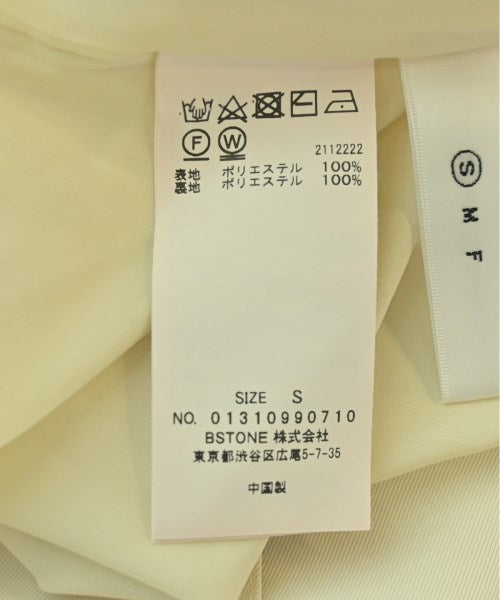 F W
2112222
表地 ポリエステル 100%
裏地 ポリエステル 100%
SIZE S
NO. 01310990710
BSTONE 株式会社
東京都渋谷区広尾5-7-35
中国製
S M F